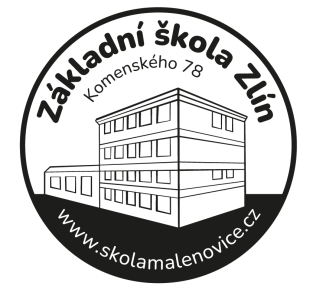 Základní škola Zlín
Komenského 78
www.skolamalenovice.cz